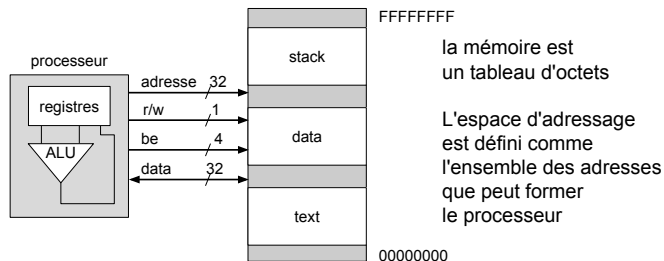 FFFFFFFF
processeur
registres
ALU
adresse 32
r/w 1
be 4
data 32
stack
data
text
00000000
la mémoire est
un tableau d'octets
L'espace d'adressage
est défini comme
l'ensemble des adresses
que peut former
le processeur